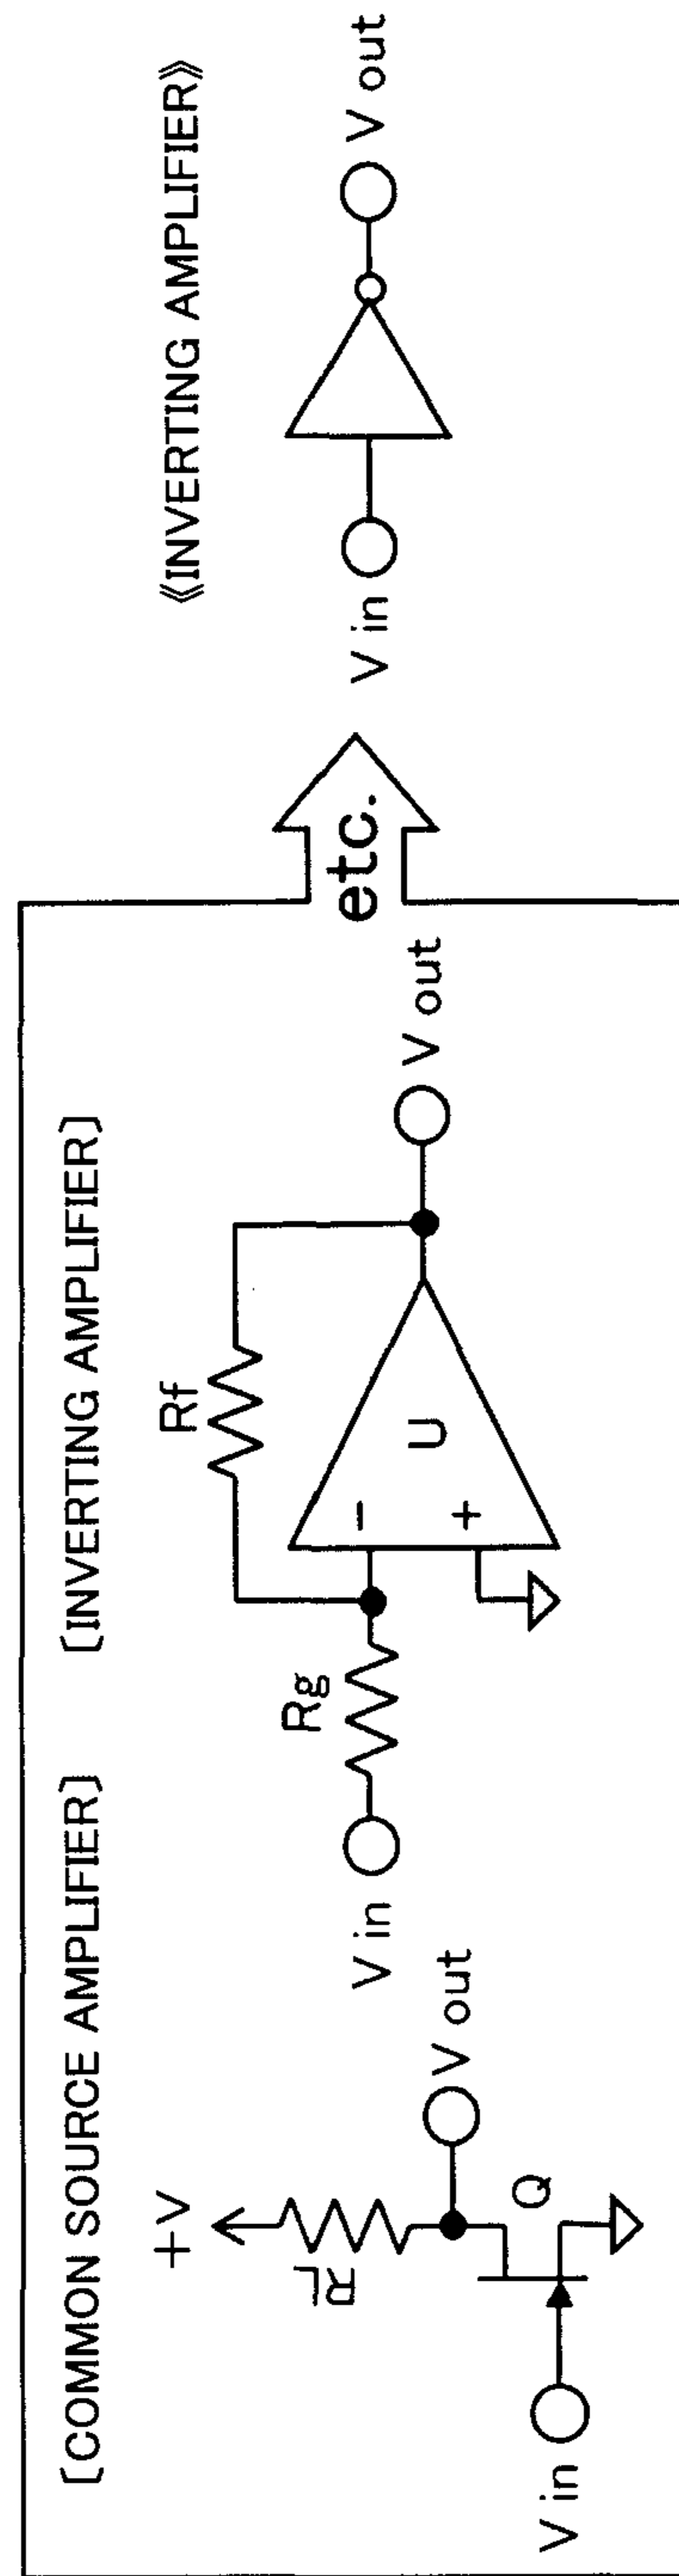 [COMMON SOURCE AMPLIFIER]
+V
RL
V out
Q
V in
[INVERTING AMPLIFIER]
Rf
Rg
V in
−
+
U
V out
etc.
《INVERTING AMPLIFIER》
V in
V out